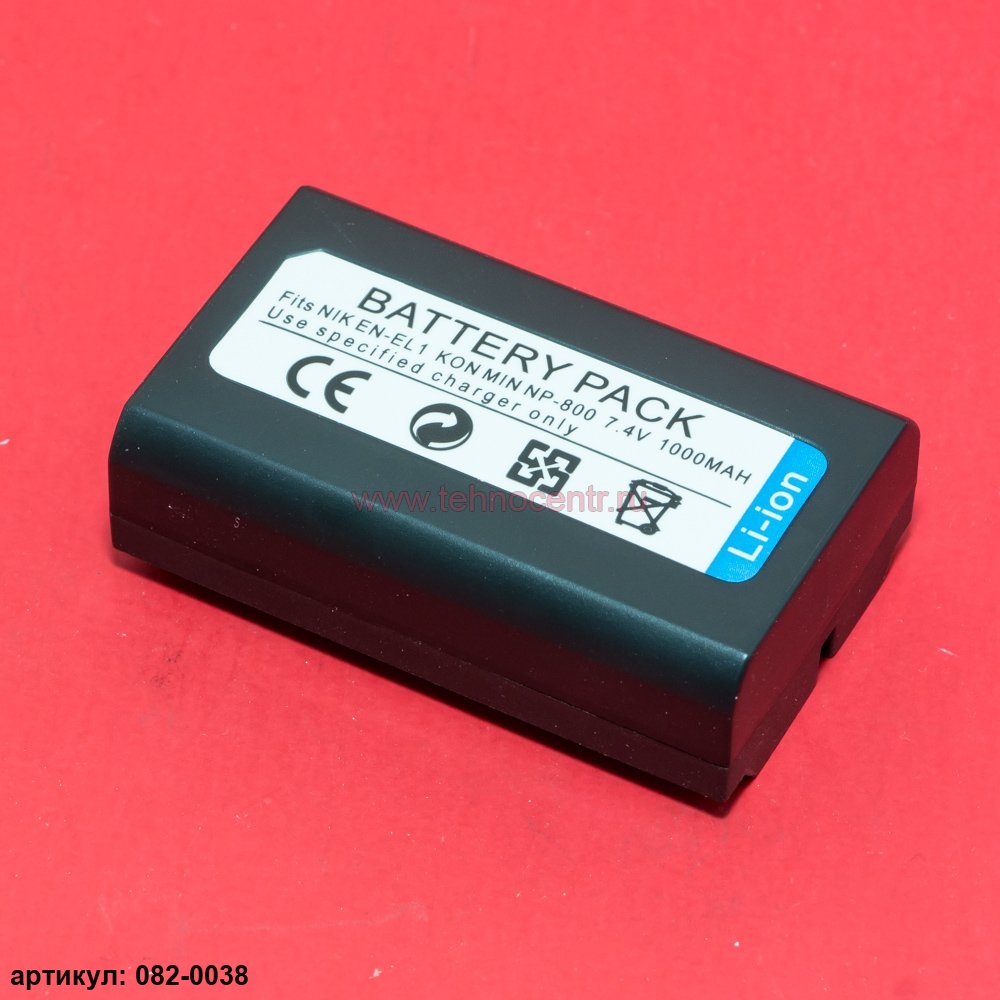 BATTERY PACK
Fits NIK EN-EL1 KON MIN NP-800 7.4V 1000MAH
Use specified charger only
CE
Li-ion
www.tehnocentr.ru
артикул: 082-0038